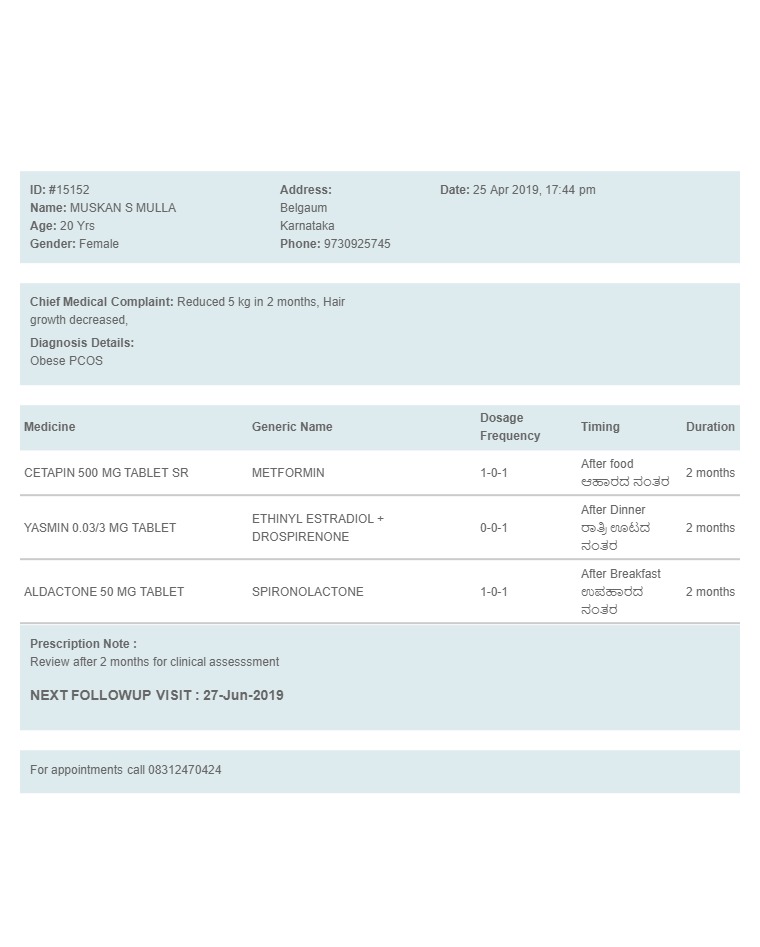 ID: #15152
Name: MUSKAN S MULLA
Age: 20 Yrs
Gender: Female
Address:
Belgaum
Karnataka
Phone: 9730925745
Date: 25 Apr 2019, 17:44 pm
Chief Medical Complaint: Reduced 5 kg in 2 months, Hair
growth decreased,
Diagnosis Details:
Obese PCOS
Medicine Generic Name Dosage Frequency Timing Duration
CETAPIN 500 MG TABLET SR METFORMIN 1-0-1 After food 2 months
ಆಹಾರದ ನಂತರ
YASMIN 0.03/3 MG TABLET ETHINYL ESTRADIOL + DROSPIRENONE 0-0-1 After Dinner 2 months
ರಾತ್ರಿ ಊಟದ
ನಂತರ
ALDACTONE 50 MG TABLET SPIRONOLACTONE 1-0-1 After Breakfast 2 months
ಉಪಹಾರದ
ನಂತರ
Prescription Note :
Review after 2 months for clinical assesssment
NEXT FOLLOWUP VISIT : 27-Jun-2019
For appointments call 08312470424